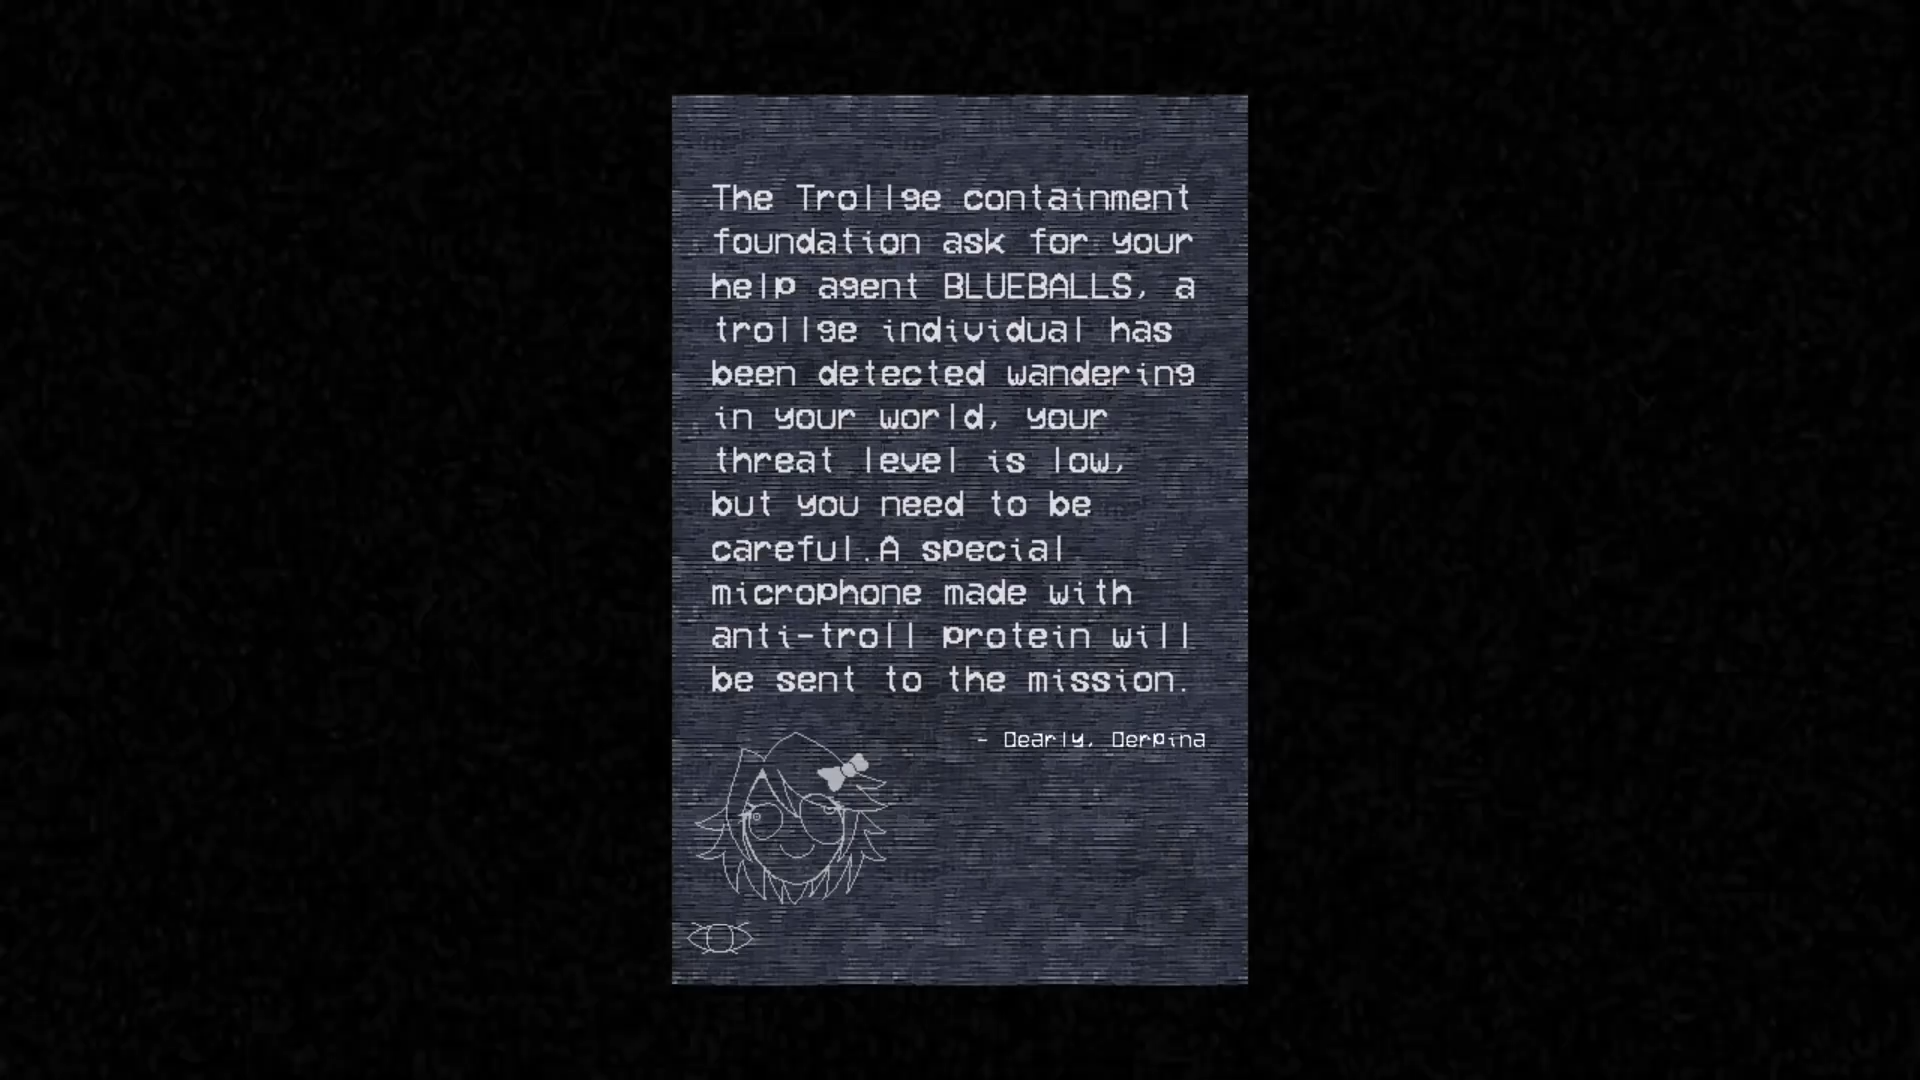 The Trollge containment
foundation ask for your
help agent BLUEBALLS, a
trollge individual has
been detected wandering
in your world, your
threat level is low,
but you need to be
careful.A special
microphone made with
anti-troll protein will
be sent to the mission.
- Dearly, Derpina